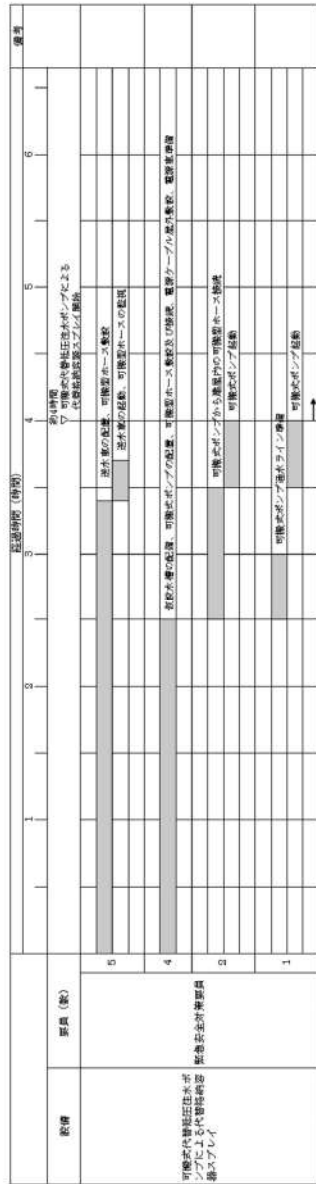 設備
要員（数）
経過時間（時間）
備考
1
2
3
4
5
6
約4時間
▽ 可搬式代替低圧注水ポンプによる
代替格納容器スプレイ開始
可搬式代替低圧注水ポ
ンプによる代替格納容
器スプレイ
緊急安全対策要員
5
送水車の配置、可搬型ホース敷設
送水車の起動、可搬型ホースの監視
4
仮設水槽の配備、可搬式ポンプの配置、可搬型ホース敷設及び接続、電源ケーブル屋外敷設、電源車準備
2
可搬式ポンプから建屋内の可搬型ホース接続
可搬式ポンプ起動
1
可搬式ポンプ通水ライン準備
可搬式ポンプ起動